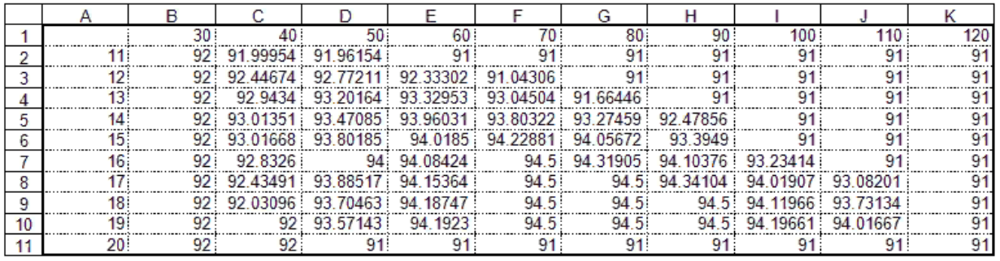 A B C D E F G H I J K
1 30 40 50 60 70 80 90 100 110 120
2 11 92 91.99954 91.96154 91 91 91 91 91 91 91
3 12 92 92.44674 92.77211 92.33302 91.04306 91 91 91 91 91
4 13 92 92.9434 93.20164 93.32953 93.04504 91.66446 91 91 91 91
5 14 92 93.01351 93.47085 93.96031 93.80322 93.27459 92.47856 91 91 91
6 15 92 93.01668 93.80185 94.0185 94.22881 94.05672 93.3949 91 91 91
7 16 92 92.8326 94 94.08424 94.5 94.31905 94.10376 93.23414 91 91
8 17 92 92.43491 93.88517 94.15364 94.5 94.5 94.34104 94.01907 93.08201 91
9 18 92 92.03096 93.70463 94.18747 94.5 94.5 94.5 94.11966 93.73134 91
10 19 92 92 93.57143 94.1923 94.5 94.5 94.5 94.19661 94.01667 91
11 20 92 92 91 91 91 91 91 91 91 91